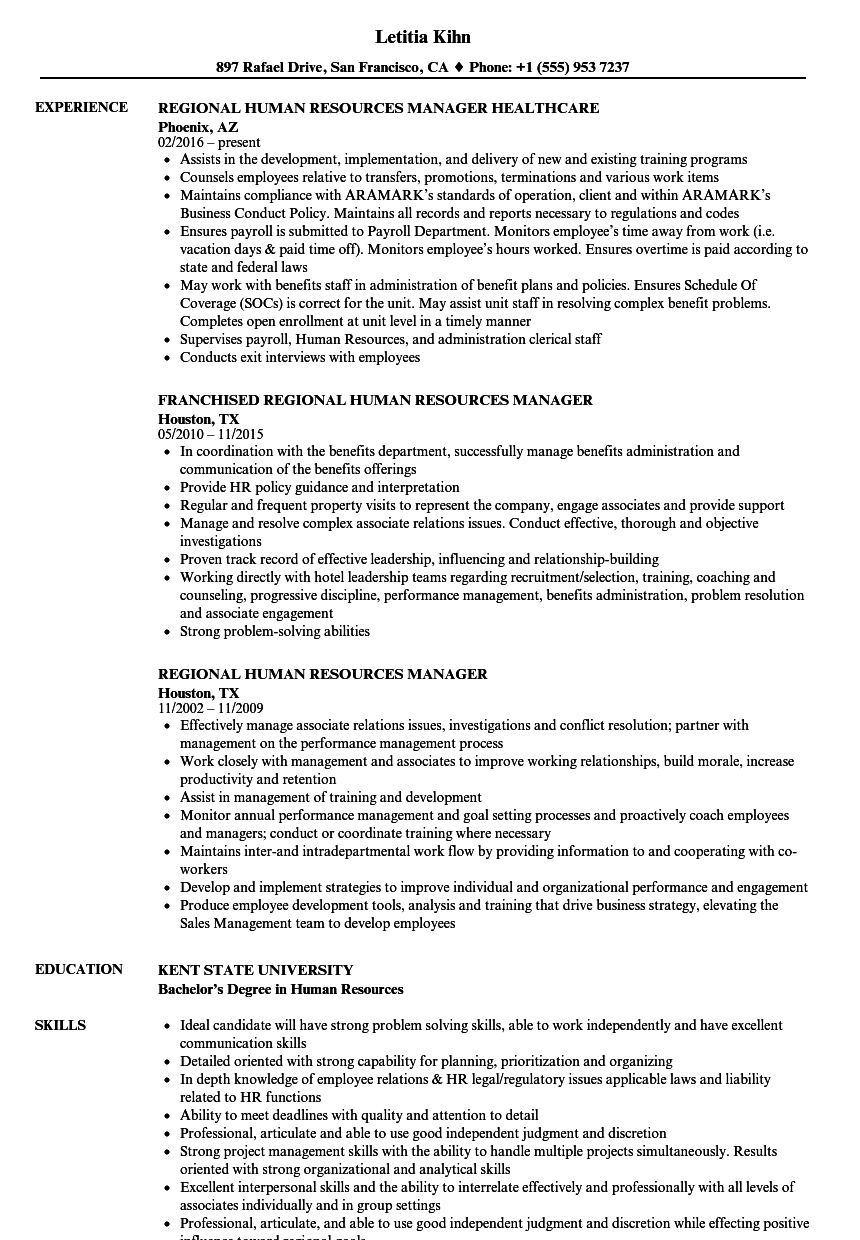 Letitia Kihn
897 Rafael Drive, San Francisco, CA ♦ Phone: +1 (555) 953 7237
EXPERIENCE
REGIONAL HUMAN RESOURCES MANAGER HEALTHCARE
Phoenix, AZ
02/2016 – present
• Assists in the development, implementation, and delivery of new and existing training programs
• Counsels employees relative to transfers, promotions, terminations and various work items
• Maintains compliance with ARAMARK’s standards of operation, client and within ARAMARK’s
Business Conduct Policy. Maintains all records and reports necessary to regulations and codes
• Ensures payroll is submitted to Payroll Department. Monitors employee’s time away from work (i.e.
vacation days & paid time off). Monitors employee’s hours worked. Ensures overtime is paid according to
state and federal laws
• May work with benefits staff in administration of benefit plans and policies. Ensures Schedule Of
Coverage (SOCs) is correct for the unit. May assist unit staff in resolving complex benefit problems.
Completes open enrollment at unit level in a timely manner
• Supervises payroll, Human Resources, and administration clerical staff
• Conducts exit interviews with employees
FRANCHISED REGIONAL HUMAN RESOURCES MANAGER
Houston, TX
05/2010 – 11/2015
• In coordination with the benefits department, successfully manage benefits administration and
communication of the benefits offerings
• Provide HR policy guidance and interpretation
• Regular and frequent property visits to represent the company, engage associates and provide support
• Manage and resolve complex associate relations issues. Conduct effective, thorough and objective
investigations
• Proven track record of effective leadership, influencing and relationship-building
• Working directly with hotel leadership teams regarding recruitment/selection, training, coaching and
counseling, progressive discipline, performance management, benefits administration, problem resolution
and associate engagement
• Strong problem-solving abilities
REGIONAL HUMAN RESOURCES MANAGER
Houston, TX
11/2002 – 11/2009
• Effectively manage associate relations issues, investigations and conflict resolution; partner with
management on the performance management process
• Work closely with management and associates to improve working relationships, build morale, increase
productivity and retention
• Assist in management of training and development
• Monitor annual performance management and goal setting processes and proactively coach employees
and managers; conduct or coordinate training where necessary
• Maintains inter-and intradepartmental work flow by providing information to and cooperating with co-
workers
• Develop and implement strategies to improve individual and organizational performance and engagement
• Produce employee development tools, analysis and training that drive business strategy, elevating the
Sales Management team to develop employees
EDUCATION
KENT STATE UNIVERSITY
Bachelor’s Degree in Human Resources
SKILLS
• Ideal candidate will have strong problem solving skills, able to work independently and have excellent
communication skills
• Detailed oriented with strong capability for planning, prioritization and organizing
• In depth knowledge of employee relations & HR legal/regulatory issues applicable laws and liability
related to HR functions
• Ability to meet deadlines with quality and attention to detail
• Professional, articulate and able to use good independent judgment and discretion
• Strong project management skills with the ability to handle multiple projects simultaneously. Results
oriented with strong organizational and analytical skills
• Excellent interpersonal skills and the ability to interrelate effectively and professionally with all levels of
associates individually and in group settings
• Professional, articulate, and able to use good independent judgment and discretion while effecting positive